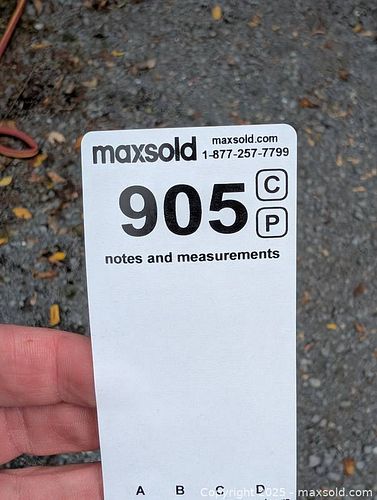 maxsold
maxsold.com
1-877-257-7799
905
C
P
notes and measurements
A B C D
Copyright 2025 - maxsold.com